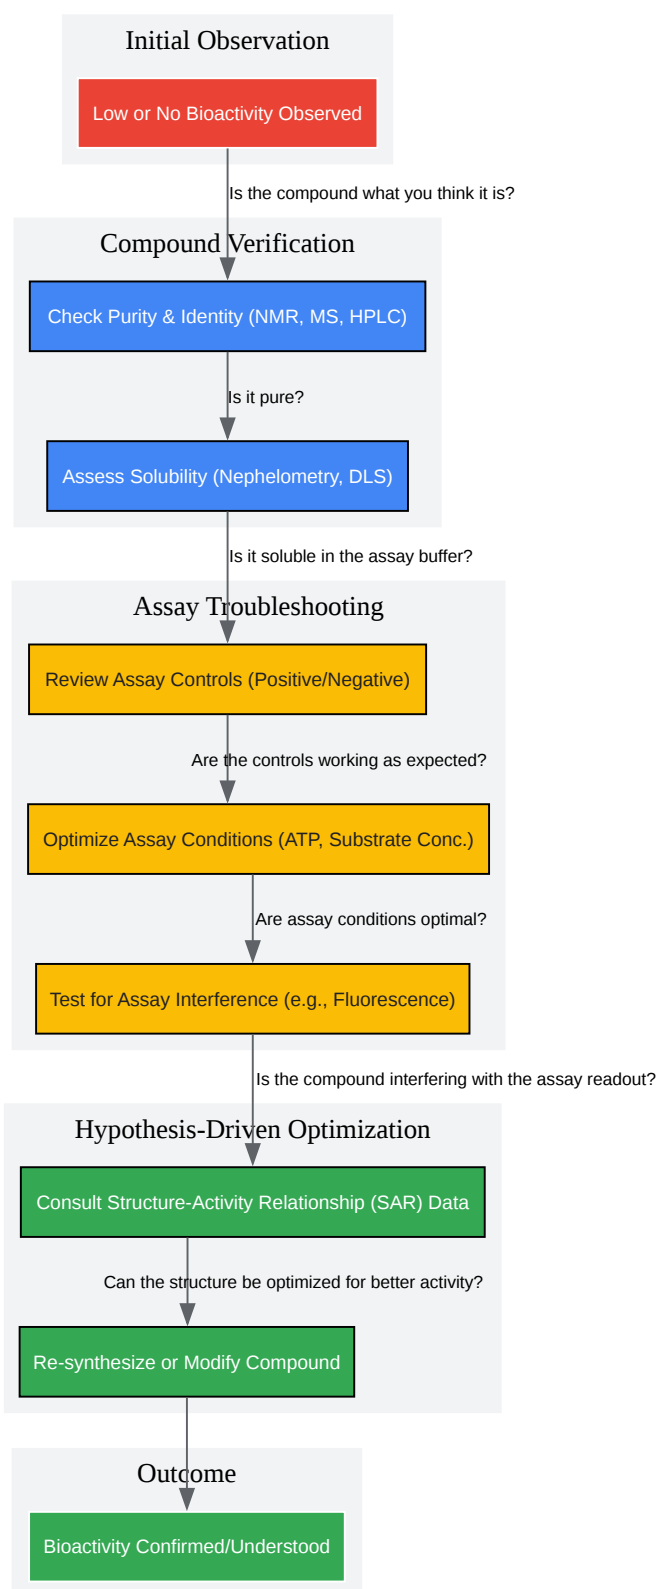 Initial Observation
Low or No Bioactivity Observed
Is the compound what you think it is?
Compound Verification
Check Purity & Identity (NMR, MS, HPLC)
Is it pure?
Assess Solubility (Nephelometry, DLS)
Is it soluble in the assay buffer?
Assay Troubleshooting
Review Assay Controls (Positive/Negative)
Are the controls working as expected?
Optimize Assay Conditions (ATP, Substrate Conc.)
Are assay conditions optimal?
Test for Assay Interference (e.g., Fluorescence)
Is the compound interfering with the assay readout?
Hypothesis-Driven Optimization
Consult Structure-Activity Relationship (SAR) Data
Can the structure be optimized for better activity?
Re-synthesize or Modify Compound
Outcome
Bioactivity Confirmed/Understood